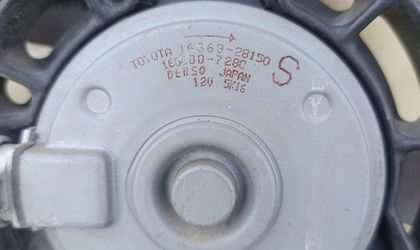 TOYOTA 16363-28150
168000-7280
DENSO JAPAN
12V 5K16
S